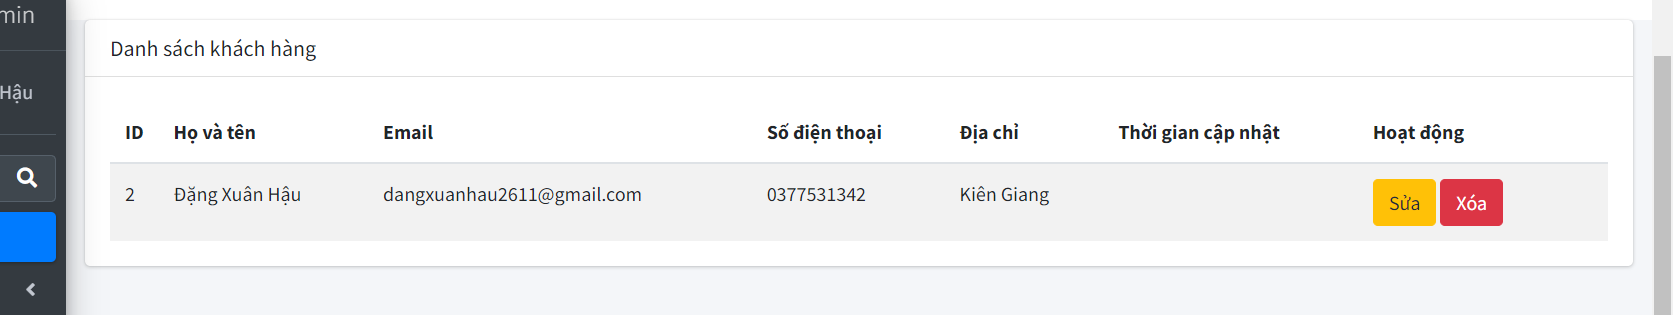 min
Danh sách khách hàng
Hậu
ID Họ và tên Email Số điện thoại Địa chỉ Thời gian cập nhật Hoạt động
2 Đặng Xuân Hậu dangxuanhau2611@gmail.com 0377531342 Kiên Giang Sửa Xóa